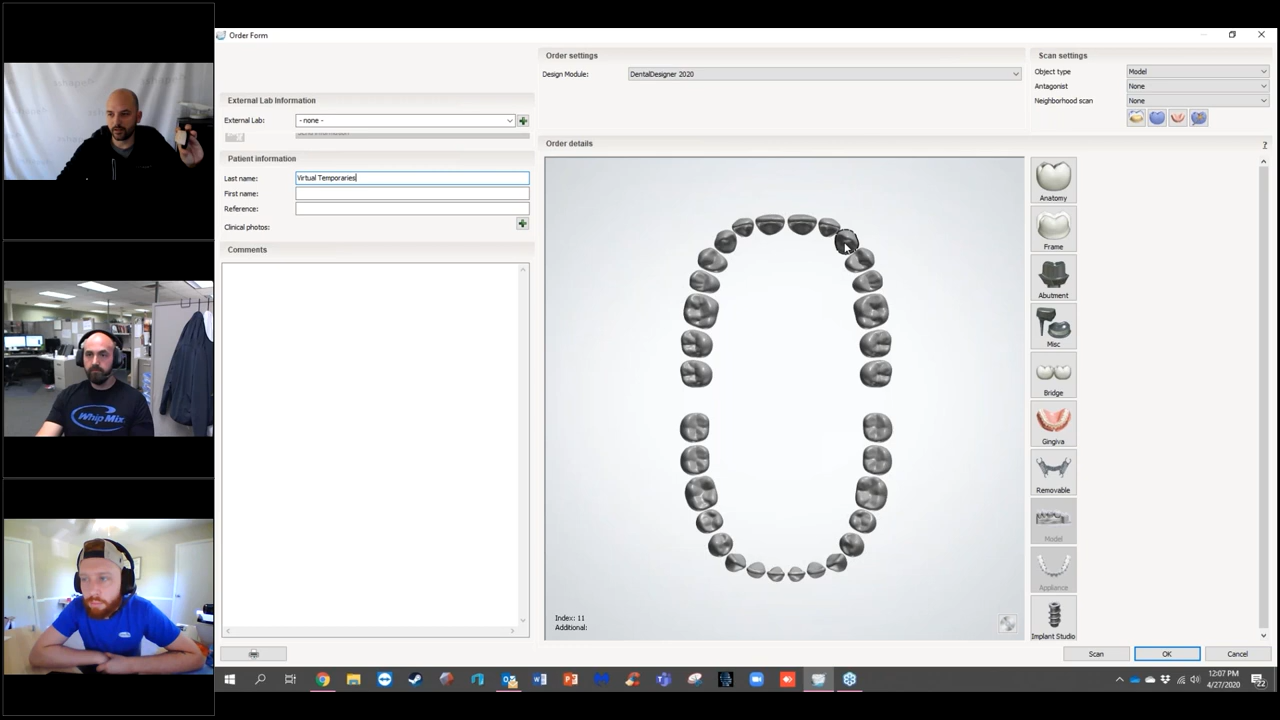 Order Form
Order settings
Scan settings
Design Module:
DentalDesigner 2020
Object type
Model
Antagonist
None
Neighborhood scan
None
External Lab Information
External Lab:
- none -
Order details
?
Patient information
Last name:
Virtual Temporaries
First name:
Reference:
Clinical photos:
Comments
Anatomy
Frame
Abutment
Misc
Bridge
Gingiva
Removable
Model
Appliance
Implant Studio
Index: 11
Additional:
Scan
OK
Cancel
12:07 PM
4/27/2020
22
Whip Mix